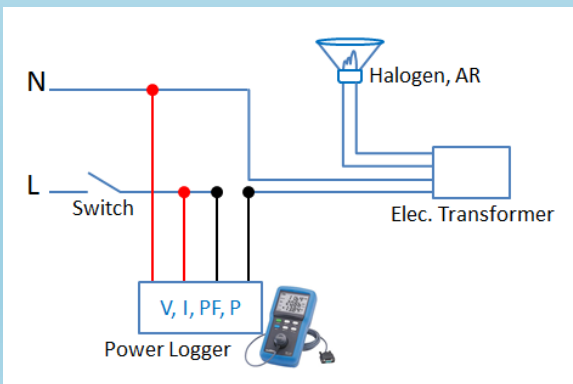 N
Halogen, AR
L
Switch
Elec. Transformer
V, I, PF, P
Power Logger